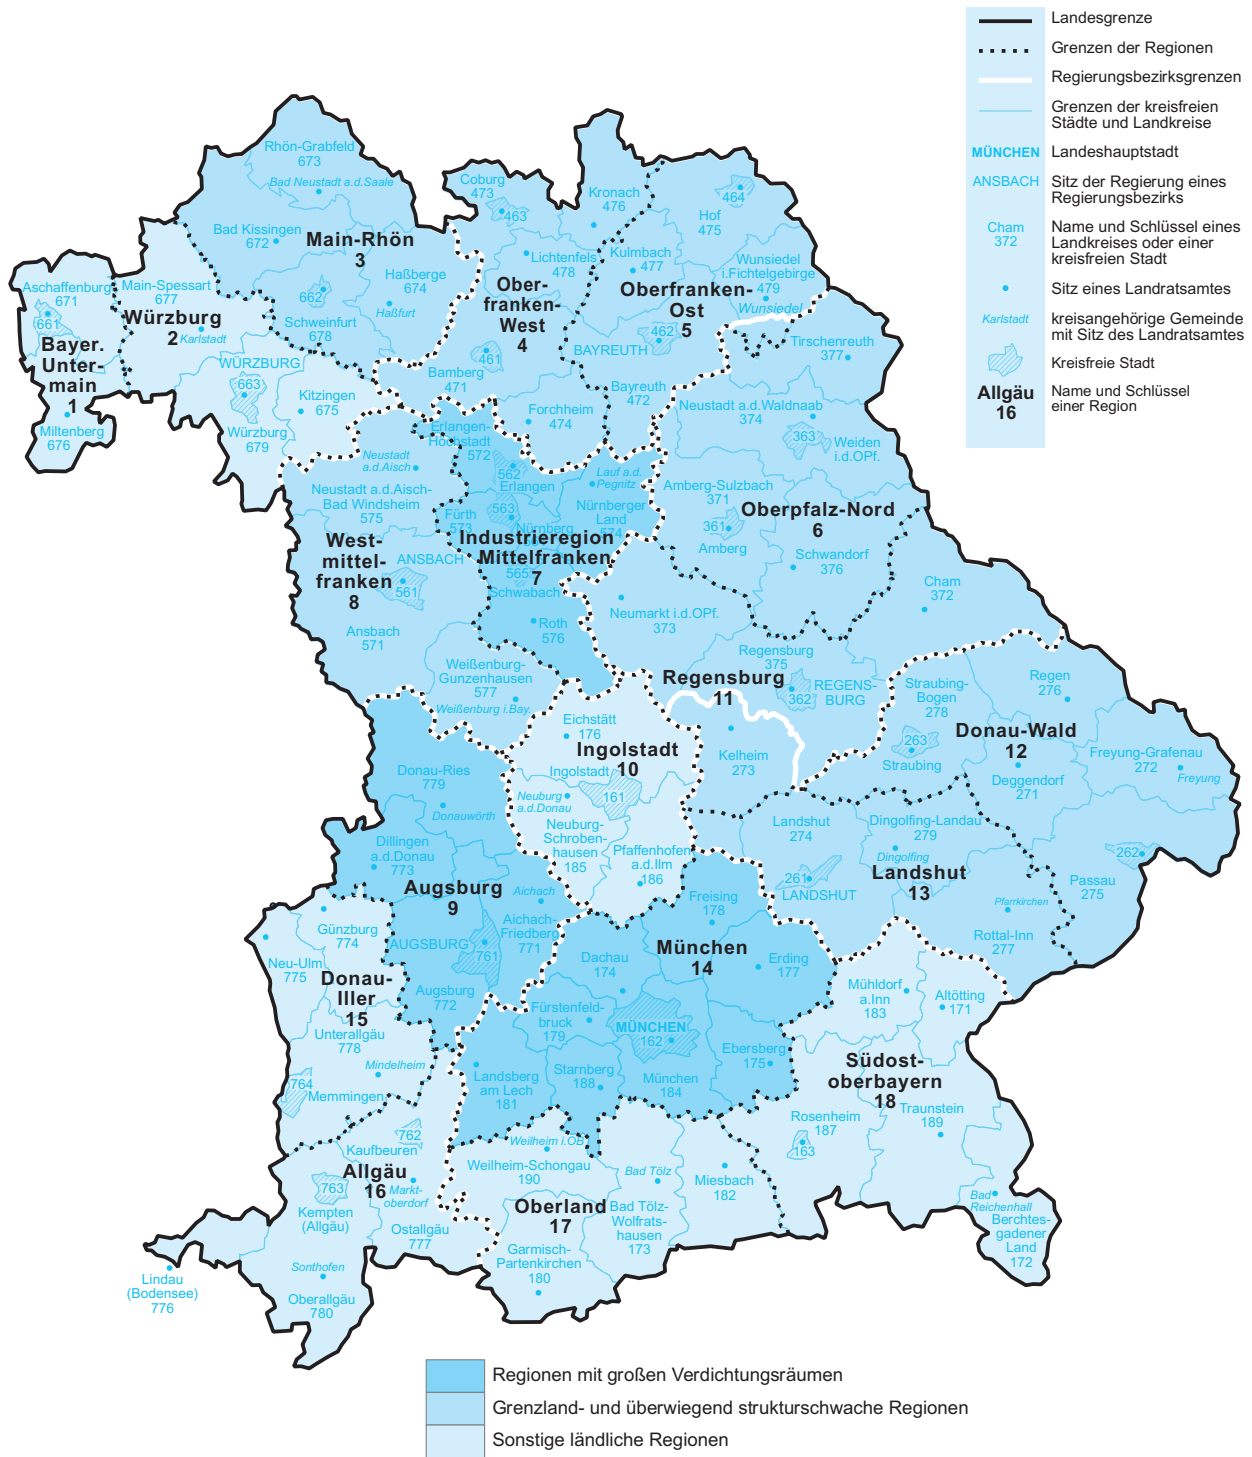 Landesgrenze
Grenzen der Regionen
Regierungsbezirksgrenzen
Grenzen der kreisfreien
Städte und Landkreise
MÜNCHEN
Landeshauptstadt
ANSBACH
Sitz der Regierung eines
Regierungsbezirks
Cham
372
Name und Schlüssel eines
Landkreises oder einer
kreisfreien Stadt
Sitz eines Landratsamtes
Karlstadt
kreisangehörige Gemeinde
mit Sitz des Landratsamtes
Kreisfreie Stadt
Allgäu
16
Name und Schlüssel
einer Region
Rhön-Grabfeld
673
Bad Neustadt a.d.Saale
Bad Kissingen
672
Main-Rhön
3
Haßberge
674
Haßfurt
662
Schweinfurt
678
Aschaffenburg
671
661
Bayer.
Unter-
main
1
Miltenberg
676
Main-Spessart
677
Würzburg
2
Karlstadt
WÜRZBURG
663
Kitzingen
675
Würzburg
679
Coburg
473
463
Kronach
476
Lichtenfels
478
Ober-
franken-
West
4
461
Bamberg
471
Forchheim
474
464
Hof
475
Kulmbach
477
Wunsiedel
i.Fichtelgebirge
479
Wunsiedel
Oberfranken-
Ost
5
462
BAYREUTH
Bayreuth
472
Tirschenreuth
377
Neustadt a.d.Waldnaab
374
363
Weiden
i.d.OPf.
Amberg-Sulzbach
371
361
Amberg
Oberpfalz-Nord
6
Schwandorf
376
Erlangen-
Höchstadt
572
562
Erlangen
Lauf a.d.
Pegnitz
563
Fürth
573
Nürnberg
Nürnberger
Land
574
Industrieregion
Mittelfranken
7
565
Schwabach
Roth
576
Neustadt
a.d.Aisch
Neustadt a.d.Aisch-
Bad Windsheim
575
West-
mittel-
franken
8
ANSBACH
561
Ansbach
571
Weißenburg-
Gunzenhausen
577
Weißenburg i.Bay.
Cham
372
Neumarkt i.d.OPf.
373
Regensburg
375
362
REGENS-
BURG
Regensburg
11
Kelheim
273
Straubing-
Bogen
278
263
Straubing
Regen
276
Donau-Wald
12
Deggendorf
271
Freyung-Grafenau
272
Freyung
262
Passau
275
Eichstätt
176
Ingolstadt
10
Ingolstadt
161
Neuburg
a.d.Donau
Neuburg-
Schrobenhausen
185
Pfaffenhofen
a.d.Ilm
186
Landshut
274
261
LANDSHUT
Dingolfing-Landau
279
Dingolfing
Landshut
13
Pfarrkirchen
Rottal-Inn
277
Donau-Ries
779
Donauwörth
Dillingen
a.d.Donau
773
Augsburg
9
Aichach
Aichach-
Friedberg
771
AUGSBURG
761
Augsburg
772
Günzburg
774
Neu-Ulm
775
Donau-
Iller
15
Unterallgäu
778
Mindelheim
764
Memmingen
Freising
178
München
14
Erding
177
Dachau
174
Fürstenfeld-
bruck
179
MÜNCHEN
162
Ebersberg
175
Landsberg
am Lech
181
Starnberg
188
München
184
Mühldorf
a.Inn
183
Altötting
171
Südost-
oberbayern
18
Rosenheim
187
163
Traunstein
189
Bad
Reichenhall
Berchtes-
gadener
Land
172
762
Kaufbeuren
Allgäu
16
763
Kempten
(Allgäu)
Markt-
oberdorf
Ostallgäu
777
Lindau
(Bodensee)
776
Sonthofen
Oberallgäu
780
Weilheim i.OB
Weilheim-Schongau
190
Oberland
17
Garmisch-
Partenkirchen
180
Bad Tölz
Bad Tölz-
Wolfrats-
hausen
173
Miesbach
182
Regionen mit großen Verdichtungsräumen
Grenzland- und überwiegend strukturschwache Regionen
Sonstige ländliche Regionen